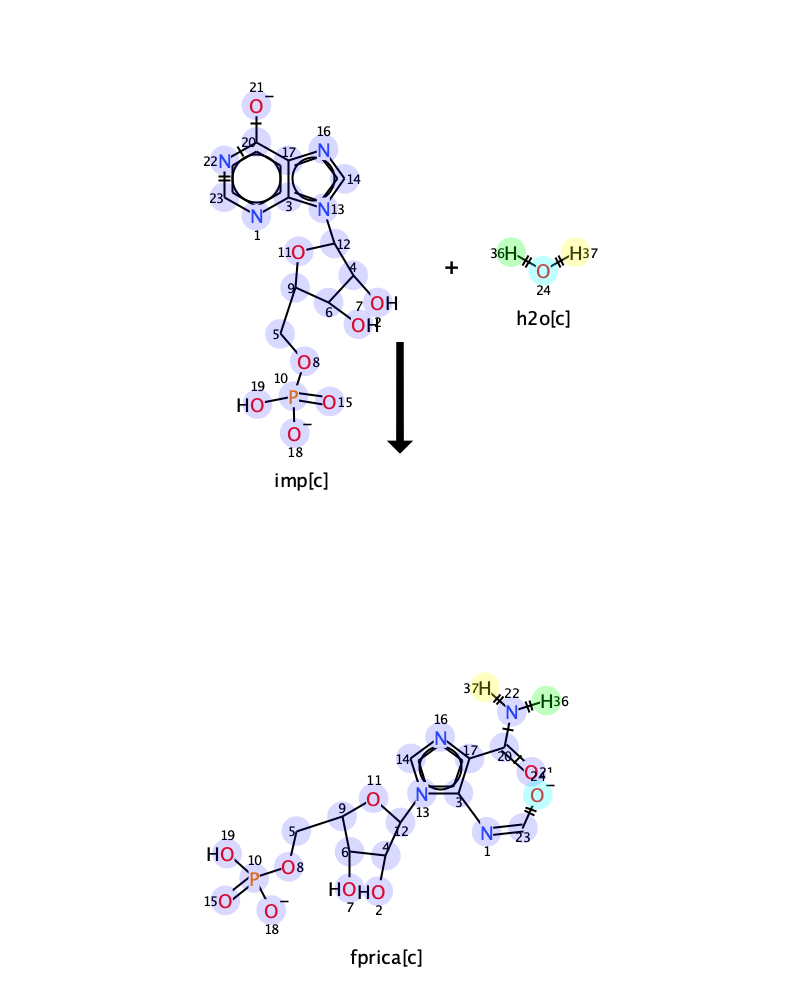 21
O−
20
16
22 N
17 N
14
23
3
N 13
N
1
12
11 O
4
36 H
H 37
+
O
24
9
OH
7
6
2
OH
h2o[c]
5
O 8
19
10
HO
P
O 15
O−
18
imp[c]
37 H
22
H 36
N
16
N
17
20
14
O 21
24
O−
11
N
3
13
O
9
12
5
N
23
1
19
HO
10
6
4
O 8
P
HO
HO
15 O
7
2
O−
18
fprica[c]